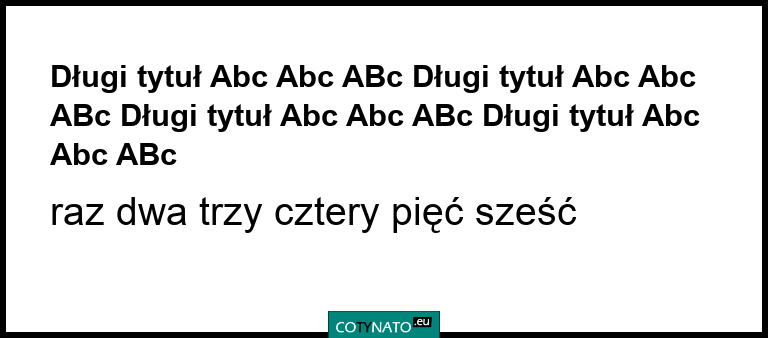 Długi tytuł Abc Abc ABc Długi tytuł Abc Abc
ABc Długi tytuł Abc Abc ABc Długi tytuł Abc
Abc ABc
raz dwa trzy cztery pięć sześć
COTYNATO.eu